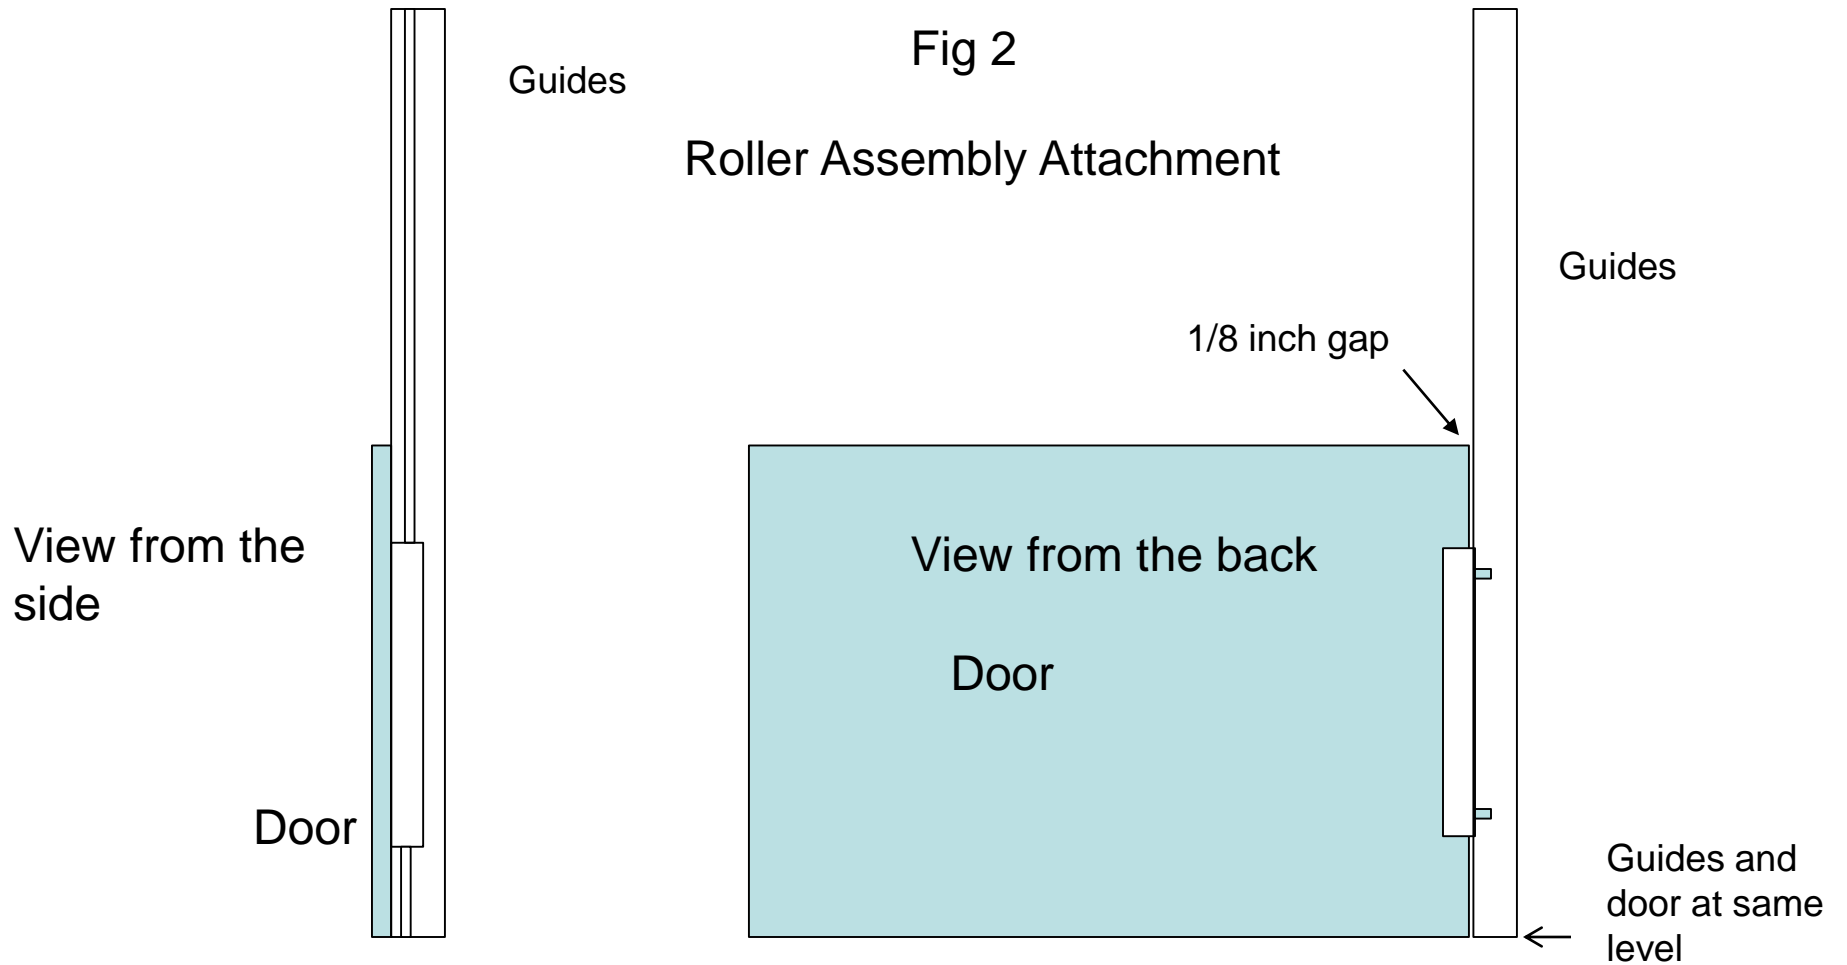 Fig 2
Guides
Roller Assembly Attachment
Guides
1/8 inch gap
View from the
side
View from the back
Door
Door
Guides and
door at same
level